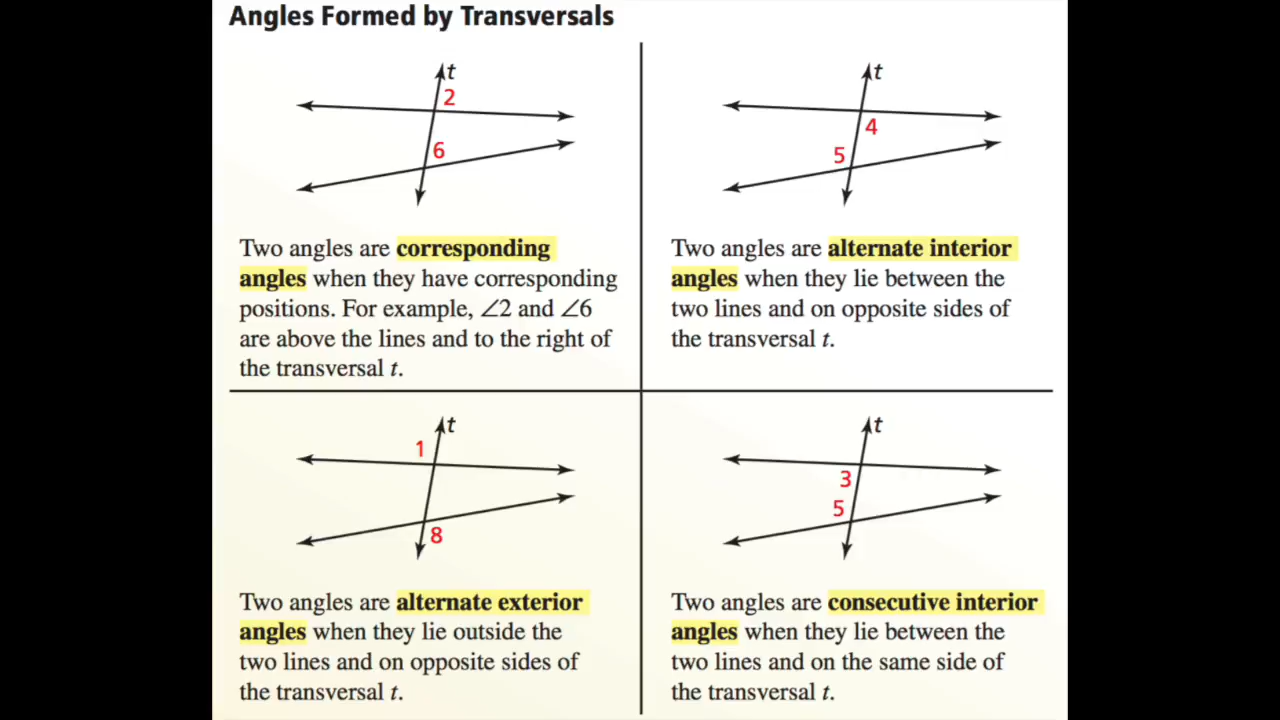 Angles Formed by Transversals
t
2
6
Two angles are corresponding
angles when they have corresponding
positions. For example, ∠2 and ∠6
are above the lines and to the right of
the transversal t.
t
4
5
Two angles are alternate interior
angles when they lie between the
two lines and on opposite sides of
the transversal t.
t
1
8
Two angles are alternate exterior
angles when they lie outside the
two lines and on opposite sides of
the transversal t.
t
3
5
Two angles are consecutive interior
angles when they lie between the
two lines and on the same side of
the transversal t.